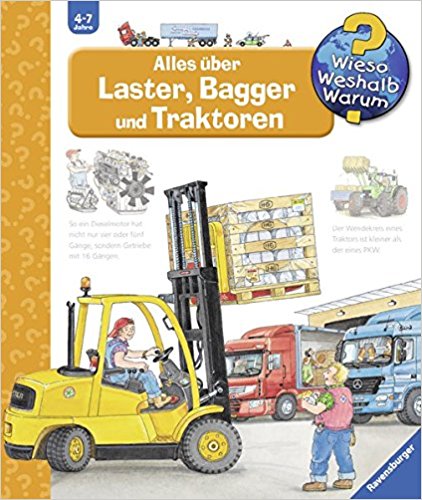 4-7
Jahre
Alles über
Laster, Bagger
und Traktoren
?
Wieso
Weshalb
Warum
So ein Dieselmotor hat
nicht nur vier oder fünf
Gänge, sondern Getriebe
mit 16 Gängen.
Der Wendekreis eines
Traktors ist kleiner als
der eines PKW.
Ravensburger